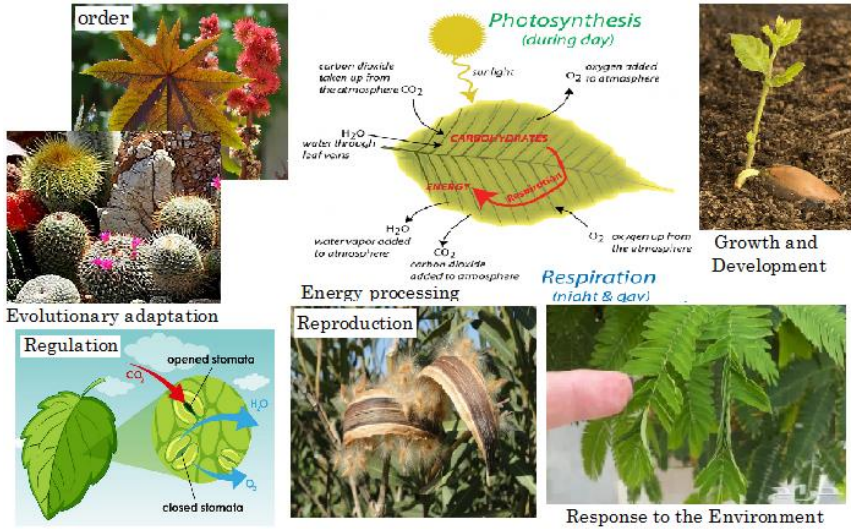 order
Evolutionary adaptation
Photosynthesis
(during day)
sun light
carbon dioxide
taken up from
the atmosphere CO2
O2 oxygen added
to atmosphere
H2O
water through
leaf veins
CARBOHYDRATES
Respiration
ENERGY
H2O
water vapor added
to atmosphere
CO2
carbon dioxide
added to atmosphere
O2 oxygen up from
the atmosphere
Respiration
(night & day)
Energy processing
Growth and
Development
Regulation
opened stomata
CO2
H2O
O2
closed stomata
Reproduction
Response to the Environment